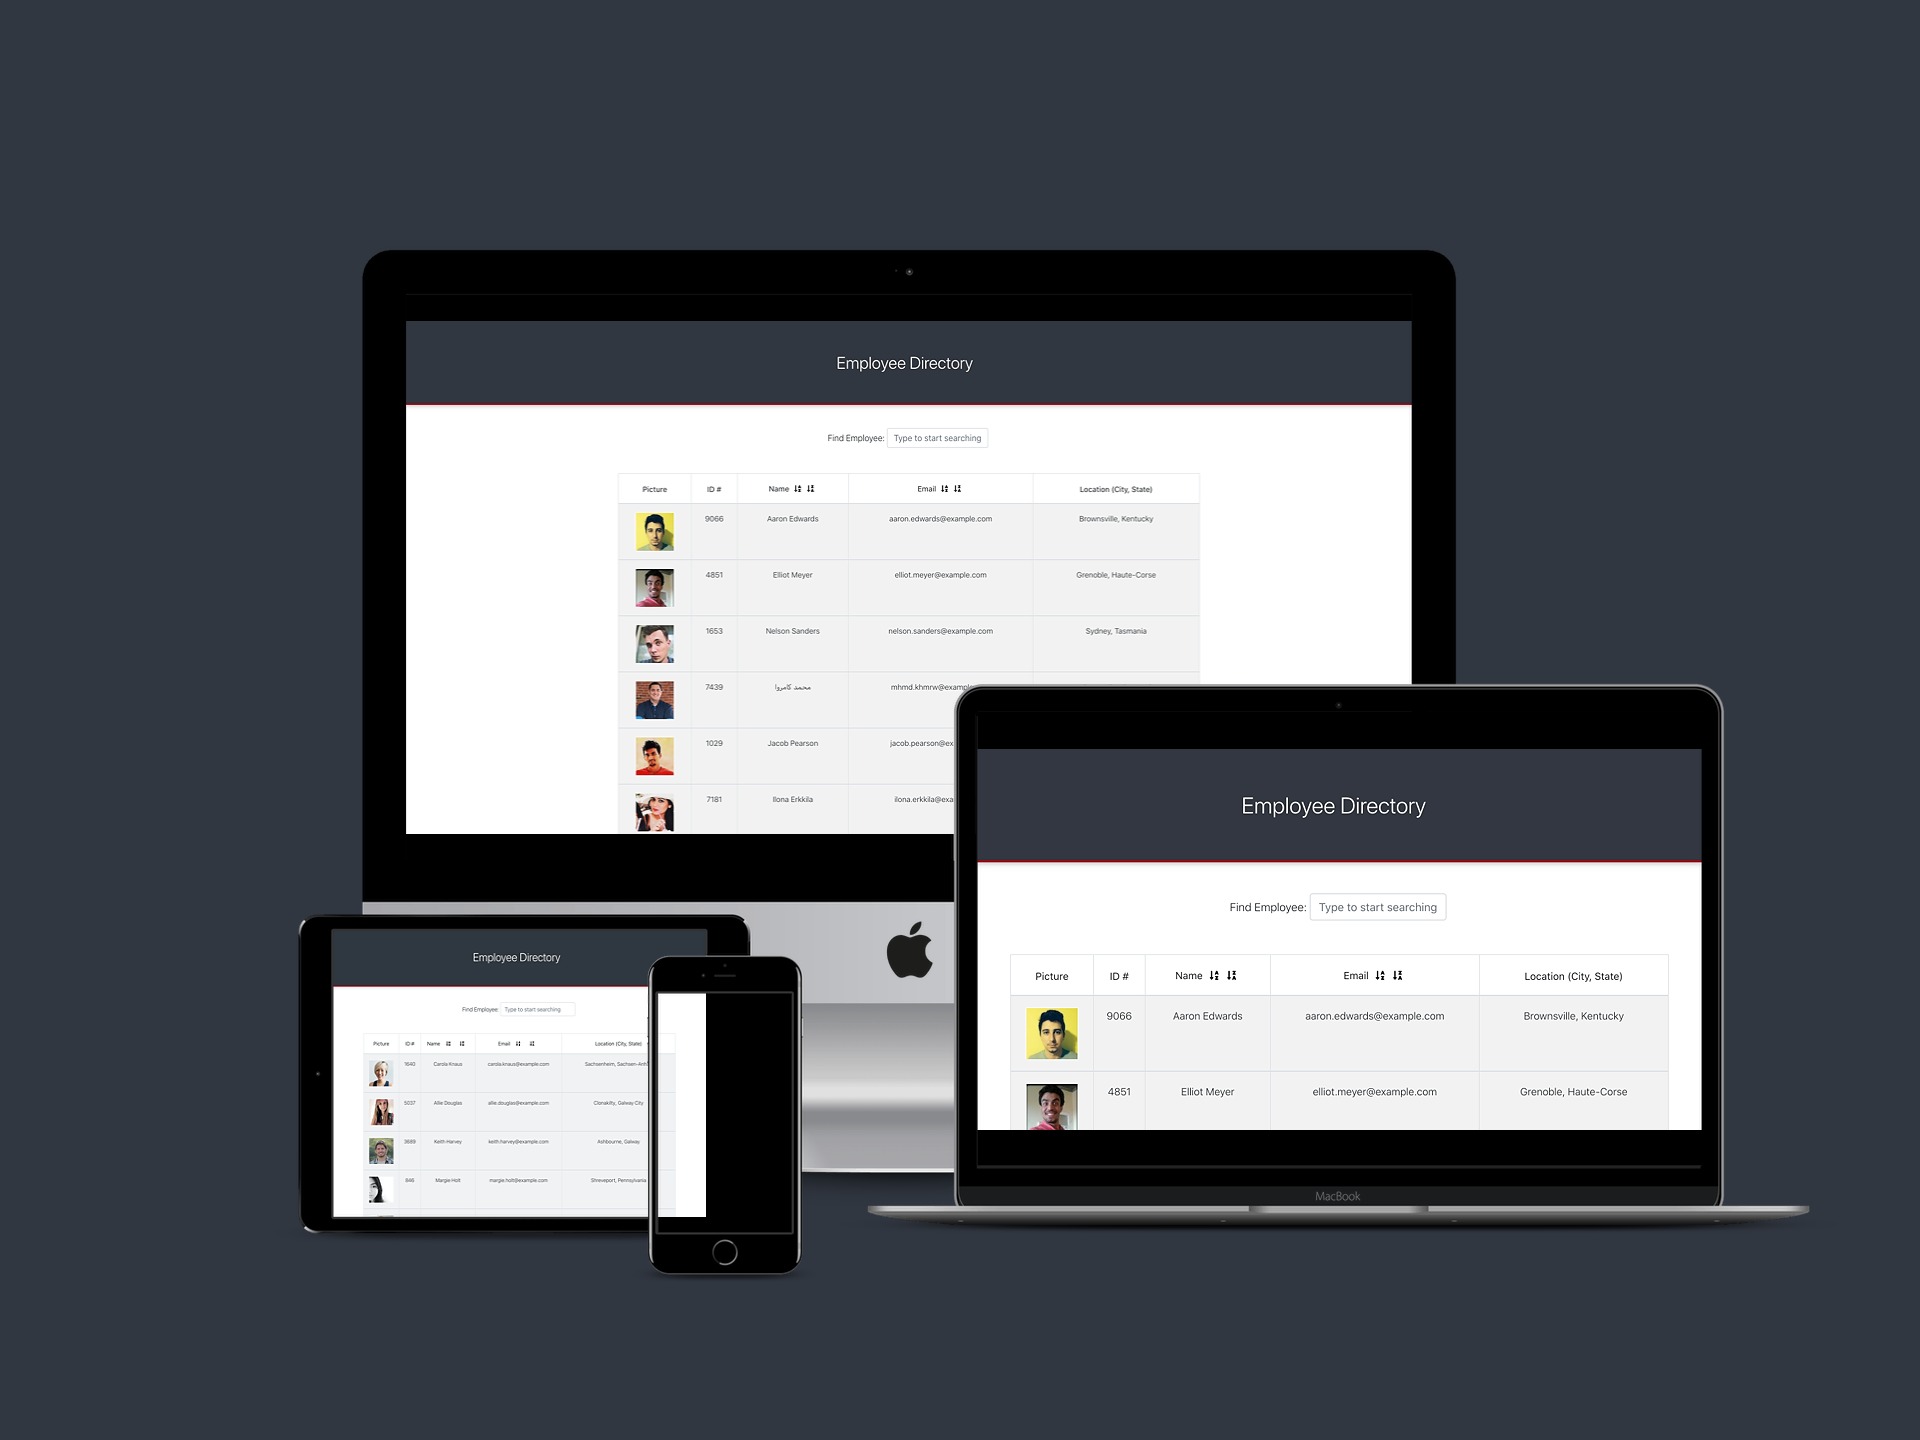 Employee Directory
Find Employee: Type to start searching
Picture ID # Name Email Location (City, State)
9066 Aaron Edwards aaron.edwards@example.com Brownsville, Kentucky
4851 Elliot Meyer elliot.meyer@example.com Grenoble, Haute-Corse
1653 Nelson Sanders nelson.sanders@example.com Sydney, Tasmania
7439 محمد کامروا mhmd.khmrw@examp
1029 Jacob Pearson jacob.pearson@ex
7181 Ilona Erkkila ilona.erkkila@exa
Employee Directory
Find Employee: Type to start searching
Picture ID # Name Email Location (City, State)
9066 Aaron Edwards aaron.edwards@example.com Brownsville, Kentucky
4851 Elliot Meyer elliot.meyer@example.com Grenoble, Haute-Corse
MacBook
Employee Directory
Find Employee: Type to start searching
Picture ID # Name Email Location (City, State)
1640 Carola Knaus carola.knaus@example.com Sachsenheim, Sachsen-Anh
5037 Allie Douglas allie.douglas@example.com Clonakilty, Galway City
Keith Harvey keith.harvey@example.com Ashbourne, Galway
846 Margie Holt margie.holt@example.com Shreveport, Pennsylvania